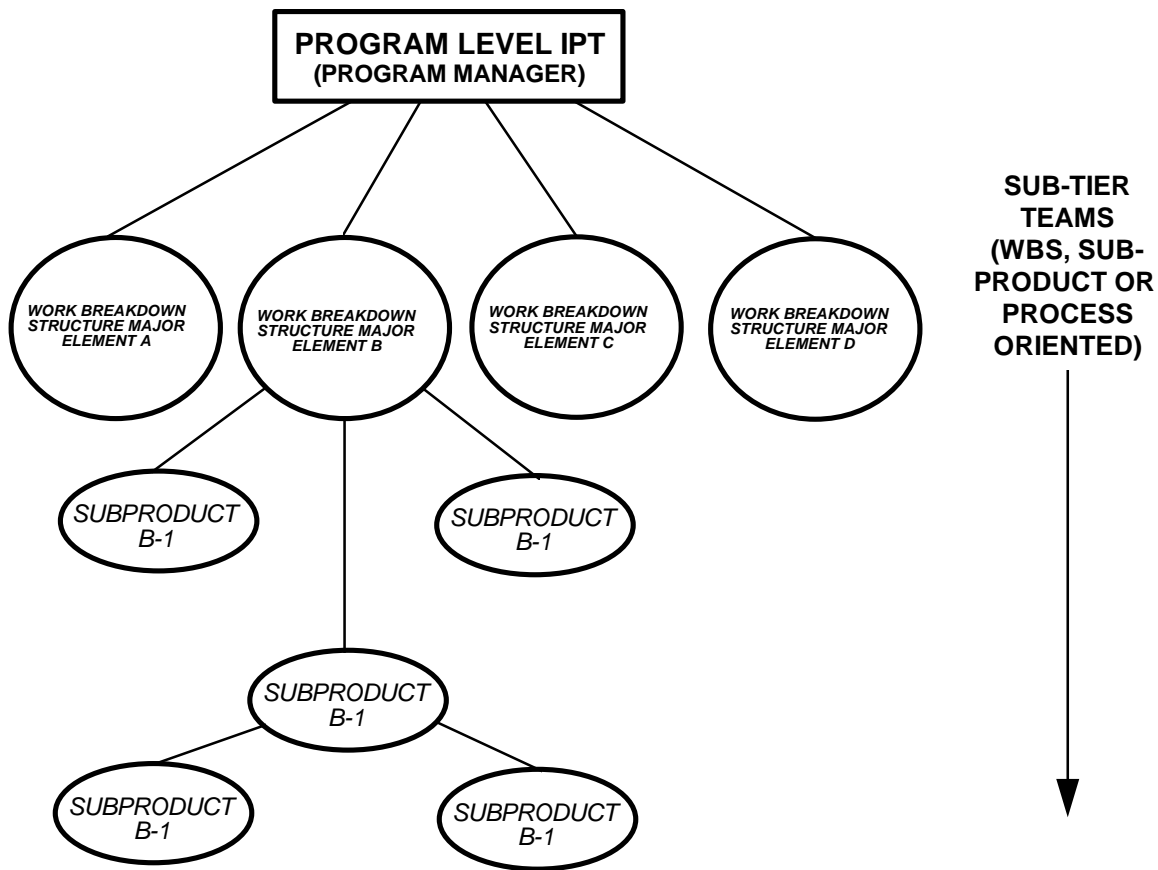 PROGRAM LEVEL IPT
(PROGRAM MANAGER)
SUB-TIER
TEAMS
(WBS, SUB-
PRODUCT OR
PROCESS
ORIENTED)
WORK BREAKDOWN
STRUCTURE MAJOR
ELEMENT A
WORK BREAKDOWN
STRUCTURE MAJOR
ELEMENT B
WORK BREAKDOWN
STRUCTURE MAJOR
ELEMENT C
WORK BREAKDOWN
STRUCTURE MAJOR
ELEMENT D
SUBPRODUCT
B-1
SUBPRODUCT
B-1
SUBPRODUCT
B-1
SUBPRODUCT
B-1
SUBPRODUCT
B-1